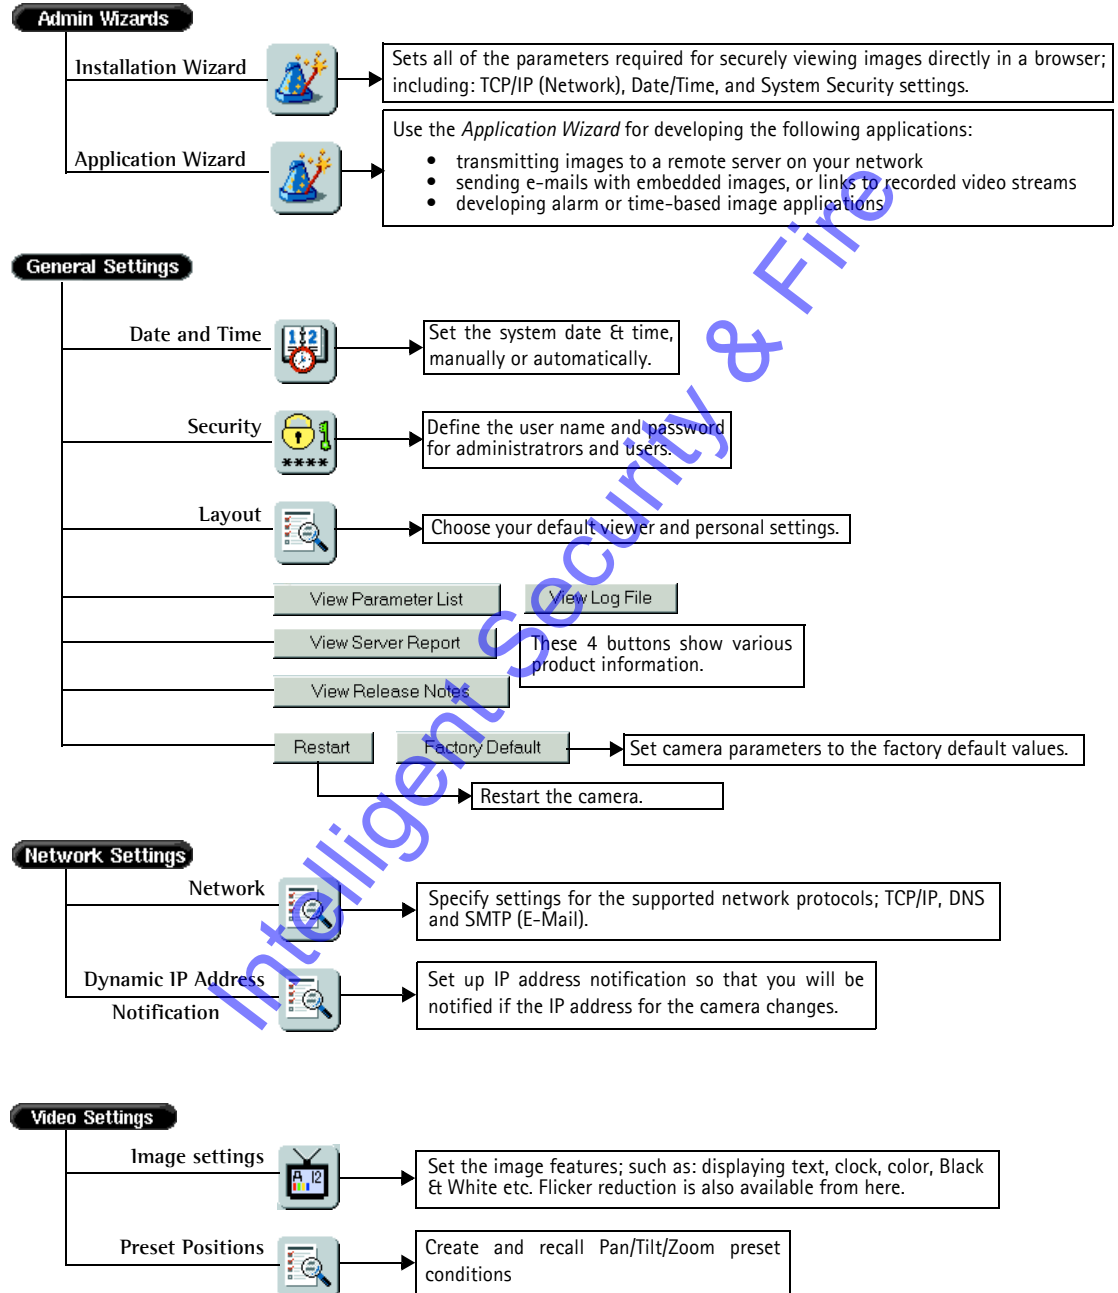 Admin Wizards
Installation Wizard
Sets all of the parameters required for securely viewing images directly in a browser;
including: TCP/IP (Network), Date/Time, and System Security settings.
Application Wizard
Use the Application Wizard for developing the following applications:
• transmitting images to a remote server on your network
• sending e-mails with embedded images, or links to recorded video streams
• developing alarm or time-based image applications
General Settings
Date and Time
12
Set the system date & time,
manually or automatically.
Security
****
Define the user name and password
for administratrors and users.
Layout
Choose your default viewer and personal settings.
View Parameter List
View Log File
View Server Report
These 4 buttons show various
product information.
View Release Notes
Restart
Factory Default
Set camera parameters to the factory default values.
Restart the camera.
Network Settings
Network
Specify settings for the supported network protocols; TCP/IP, DNS
and SMTP (E-Mail).
Dynamic IP Address
Notification
Set up IP address notification so that you will be
notified if the IP address for the camera changes.
Video Settings
Image settings
A 12
Set the image features; such as: displaying text, clock, color, Black
& White etc. Flicker reduction is also available from here.
Preset Positions
Create and recall Pan/Tilt/Zoom preset
conditions
Intelligent Security & Fire